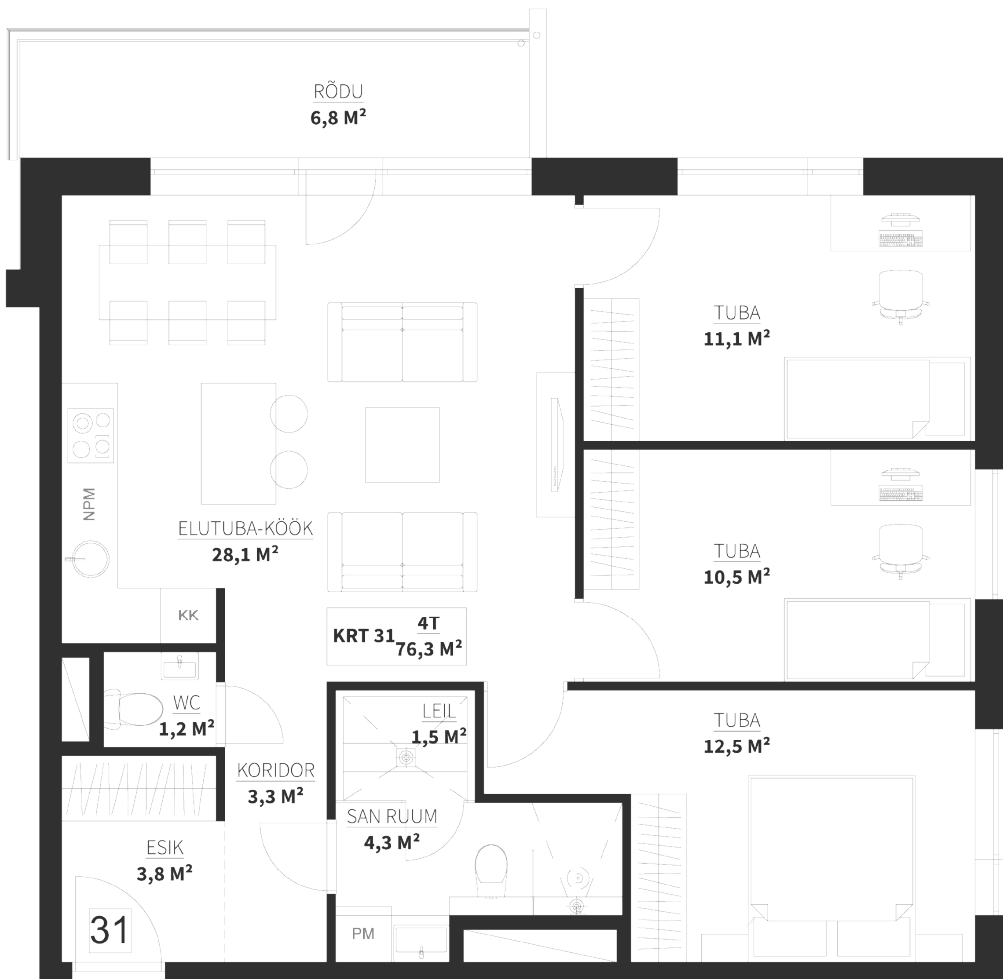 RÕDU
6,8 M²
TUBA
11,1 M²
NPM
ELUTUBA-KÖÖK
28,1 M²
TUBA
10,5 M²
KK
KRT 31
4T
76,3 M²
WC
1,2 M²
LEIL
1,5 M²
TUBA
12,5 M²
KORIDOR
3,3 M²
SAN RUUM
4,3 M²
ESIK
3,8 M²
31
PM